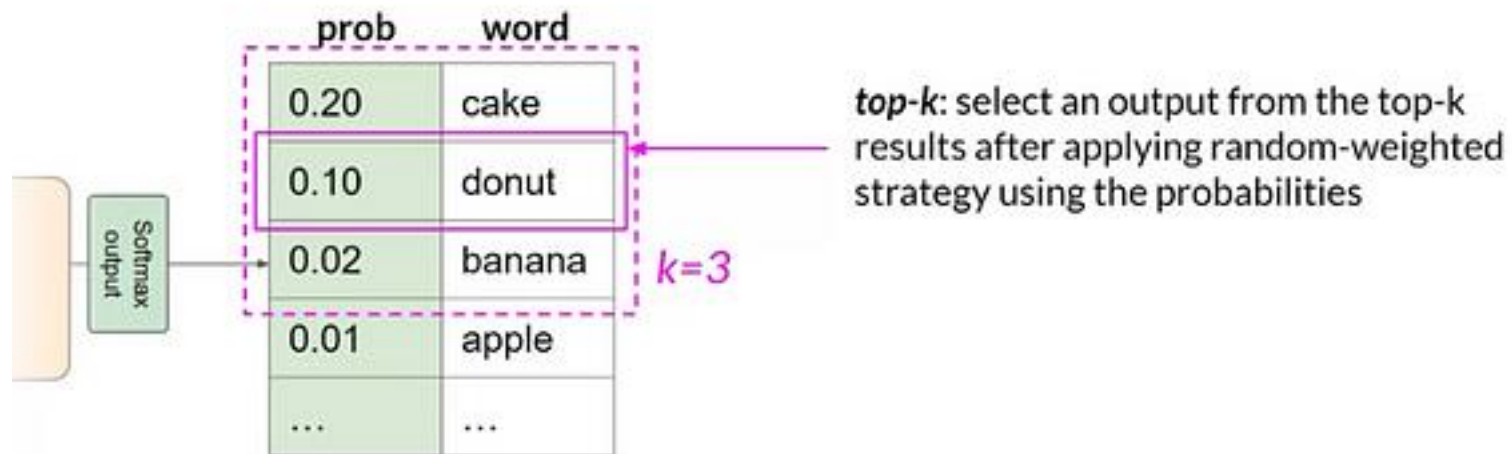 prob word
0.20 cake
0.10 donut
0.02 banana
0.01 apple
... ...
Softmax
output
k=3
top-k: select an output from the top-k
results after applying random-weighted
strategy using the probabilities